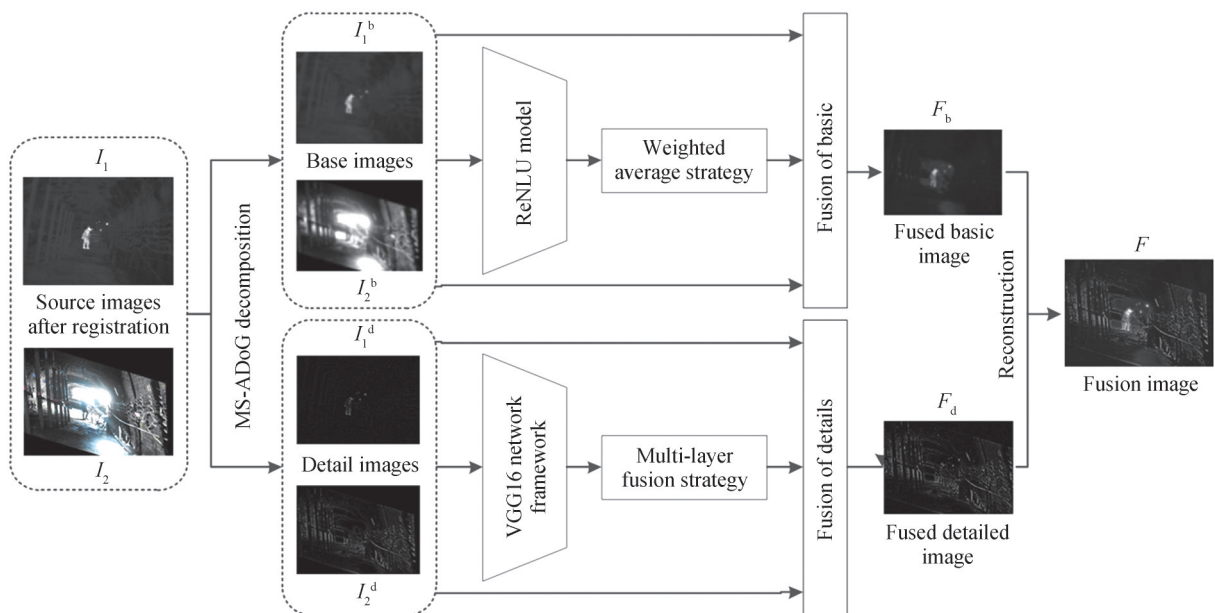 I₁
Source images
after registration
I₂
MS-ADoG decomposition
I₁ᵇ
Base images
I₂ᵇ
I₁ᵈ
Detail images
I₂ᵈ
ReNLU model
Weighted
average strategy
Fusion of basic
VGG16 network
framework
Multi-layer
fusion strategy
Fusion of details
F_b
Fused basic
image
F_d
Fused detailed
image
Reconstruction
F
Fusion image